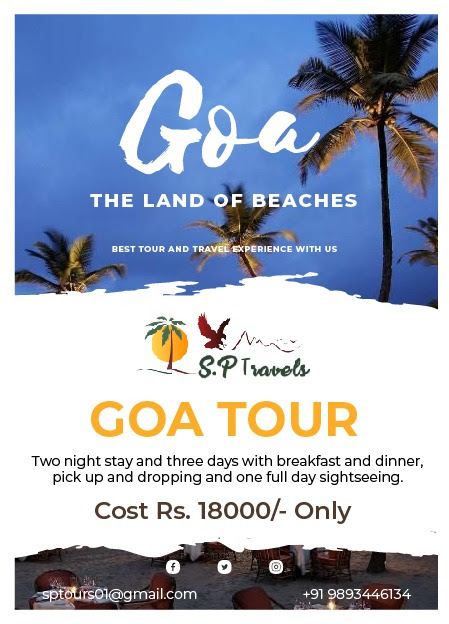 Goa
THE LAND OF BEACHES
BEST TOUR AND TRAVEL EXPERIENCE WITH US
S.P Travels
GOA TOUR
Two night stay and three days with breakfast and dinner,
pick up and dropping and one full day sightseeing.
Cost Rs. 18000/- Only
sptours01@gmail.com
+91 9893446134